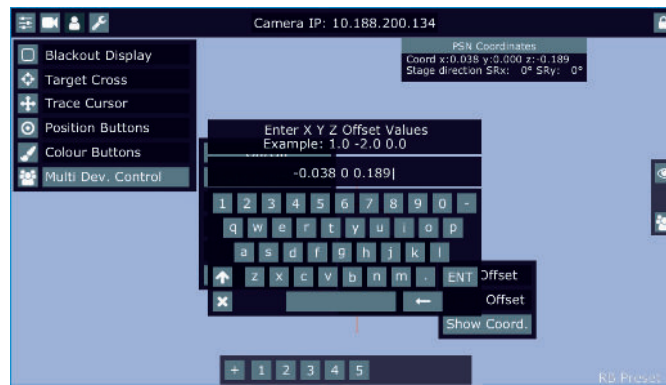 Camera IP: 10.188.200.134
PSN Coordinates
Coord x:0.038 y:0.000 z:-0.189
Stage direction SRx: 0° SRy: 0°
Blackout Display
Target Cross
Trace Cursor
Position Buttons
Colour Buttons
Multi Dev. Control
Enter X Y Z Offset Values
Example: 1.0 -2.0 0.0
-0.038 0 0.189|
1 2 3 4 5 6 7 8 9 0 -
q w e r t y u i o p
a s d f g h j k l
z x c v b n m . ENT
Offset
Offset
Show Coord.
+ 1 2 3 4 5
RB Preset